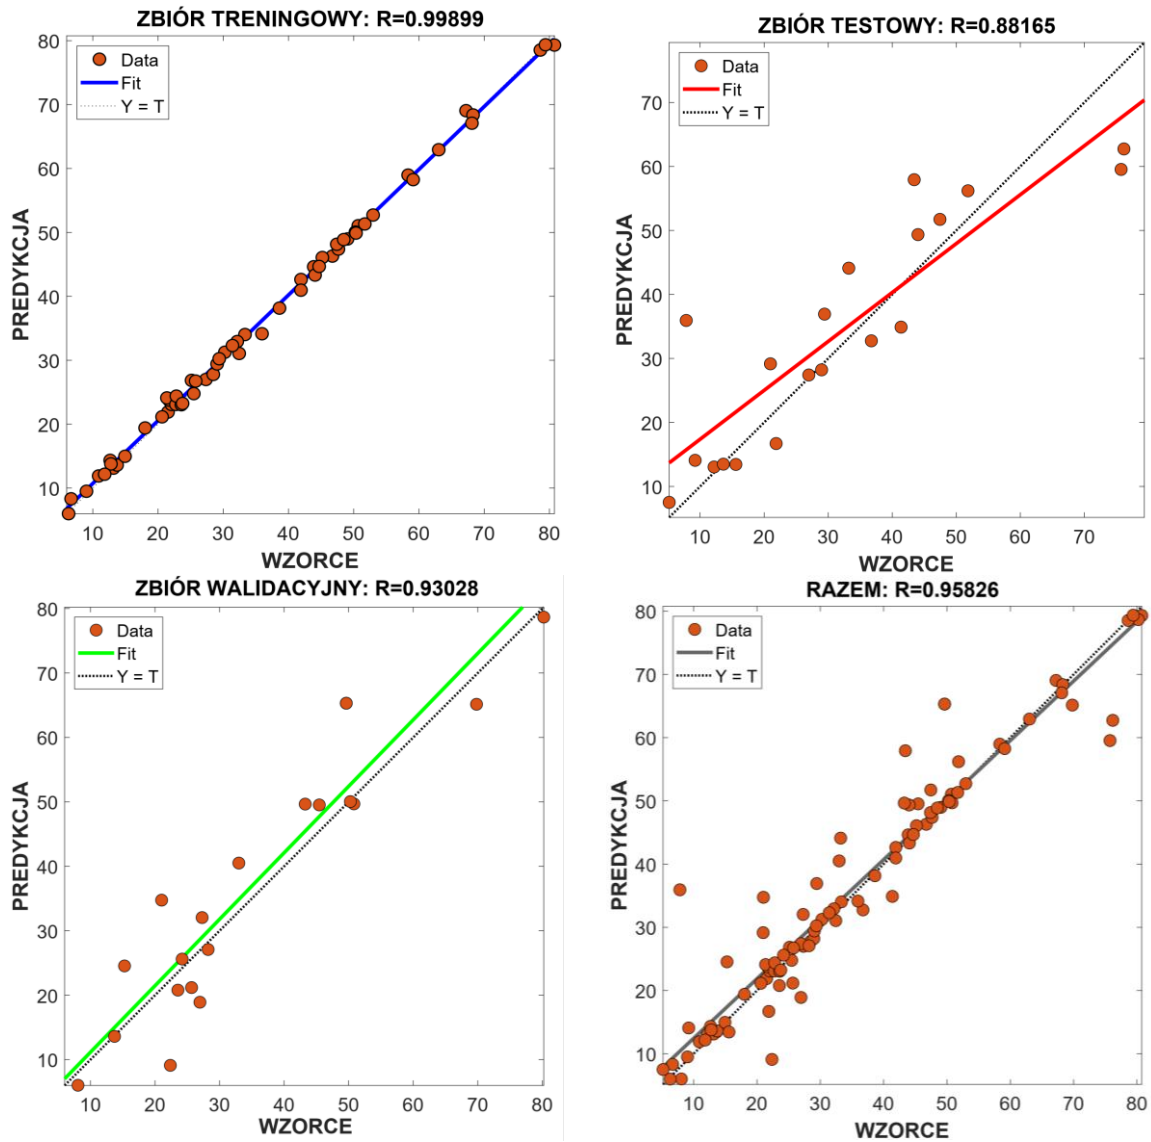 ZBIÓR TRENINGOWY: R=0.99899
80
70
60
50
40
30
20
10
PREDYKCJA
Data
Fit
Y = T
10 20 30 40 50 60 70 80
WZORCE
ZBIÓR TESTOWY: R=0.88165
70
60
50
40
30
20
10
PREDYKCJA
Data
Fit
Y = T
10 20 30 40 50 60 70
WZORCE
ZBIÓR WALIDACYJNY: R=0.93028
80
70
60
50
40
30
20
10
PREDYKCJA
Data
Fit
Y = T
10 20 30 40 50 60 70 80
WZORCE
RAZEM: R=0.95826
80
70
60
50
40
30
20
10
PREDYKCJA
Data
Fit
Y = T
10 20 30 40 50 60 70 80
WZORCE